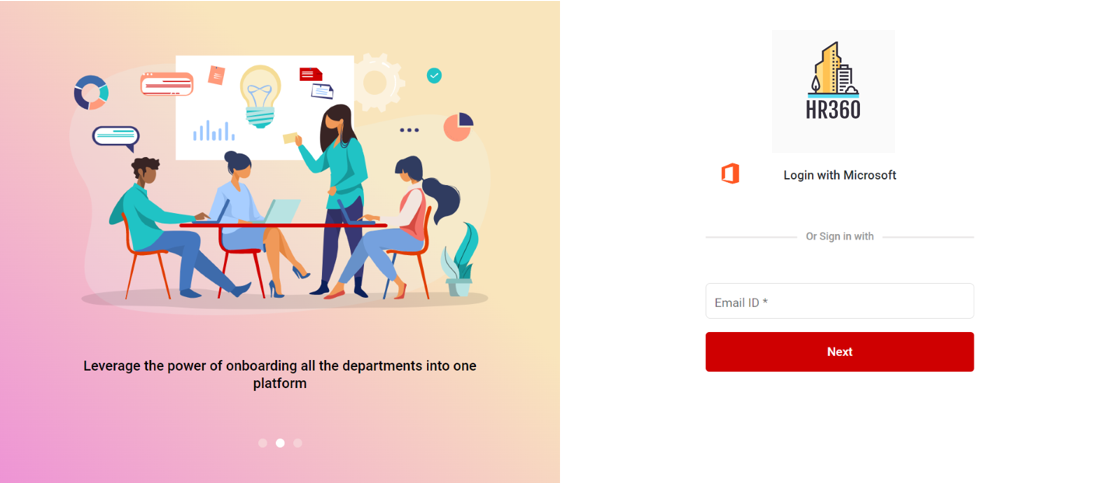 Leverage the power of onboarding all the departments into one
platform
HR360
Login with Microsoft
Or Sign in with
Email ID *
Next